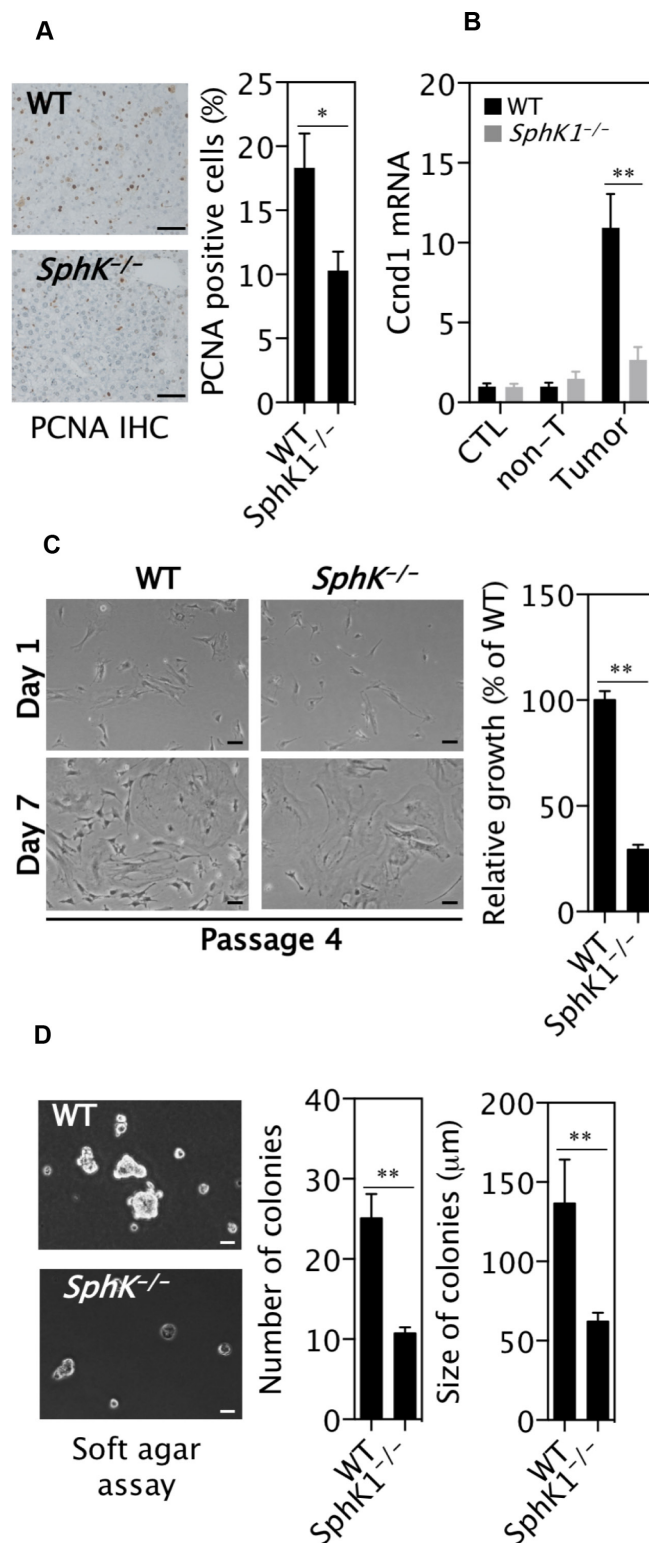 A
WT
SphK−/−
PCNA IHC
PCNA positive cells (%)
25
20
15
10
5
0
*
WT
SphK1−/−
B
Ccnd1 mRNA
20
15
10
5
0
WT
SphK1−/−
**
CTL
non−T
Tumor
C
WT
SphK−/−
Day 1
Day 7
Passage 4
Relative growth (% of WT)
150
100
50
0
**
WT
SphK1−/−
D
WT
SphK−/−
Soft agar
assay
Number of colonies
40
30
20
10
0
**
WT
SphK1−/−
Size of colonies (μm)
200
150
100
50
0
**
WT
SphK1−/−